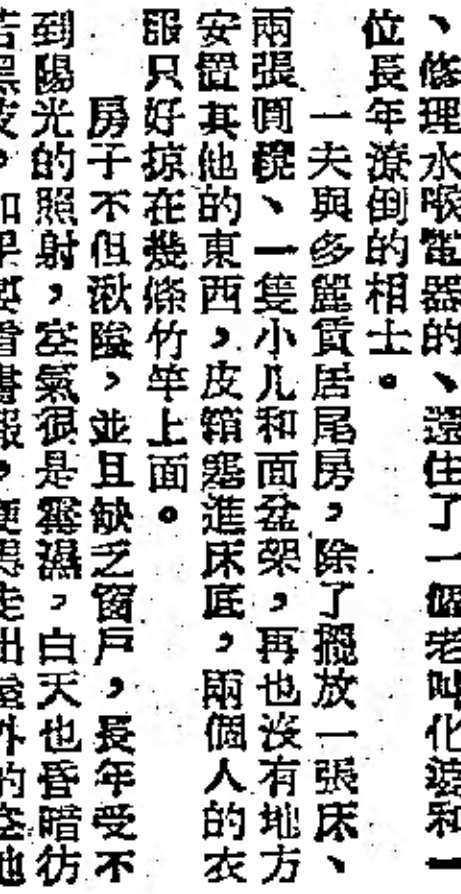 、修理水喉電器的、還住了一個老叫化婆和一
位長年潦倒的相士。
一夫與多麗賃居尾房，除了擺放一張床、
兩張圓櫈、一隻小几和面盆架，再也沒有地方
安置其他的東西，皮箱塞進床底，兩個人的衣
服只好掠在幾條竹竿上面。
房子不但湫隘，並且缺乏窗戶，長年受不
到陽光的照射，空氣很是霉濕，白天也昏暗彷
若黑夜。如果要看書報，便得走出室外的空地